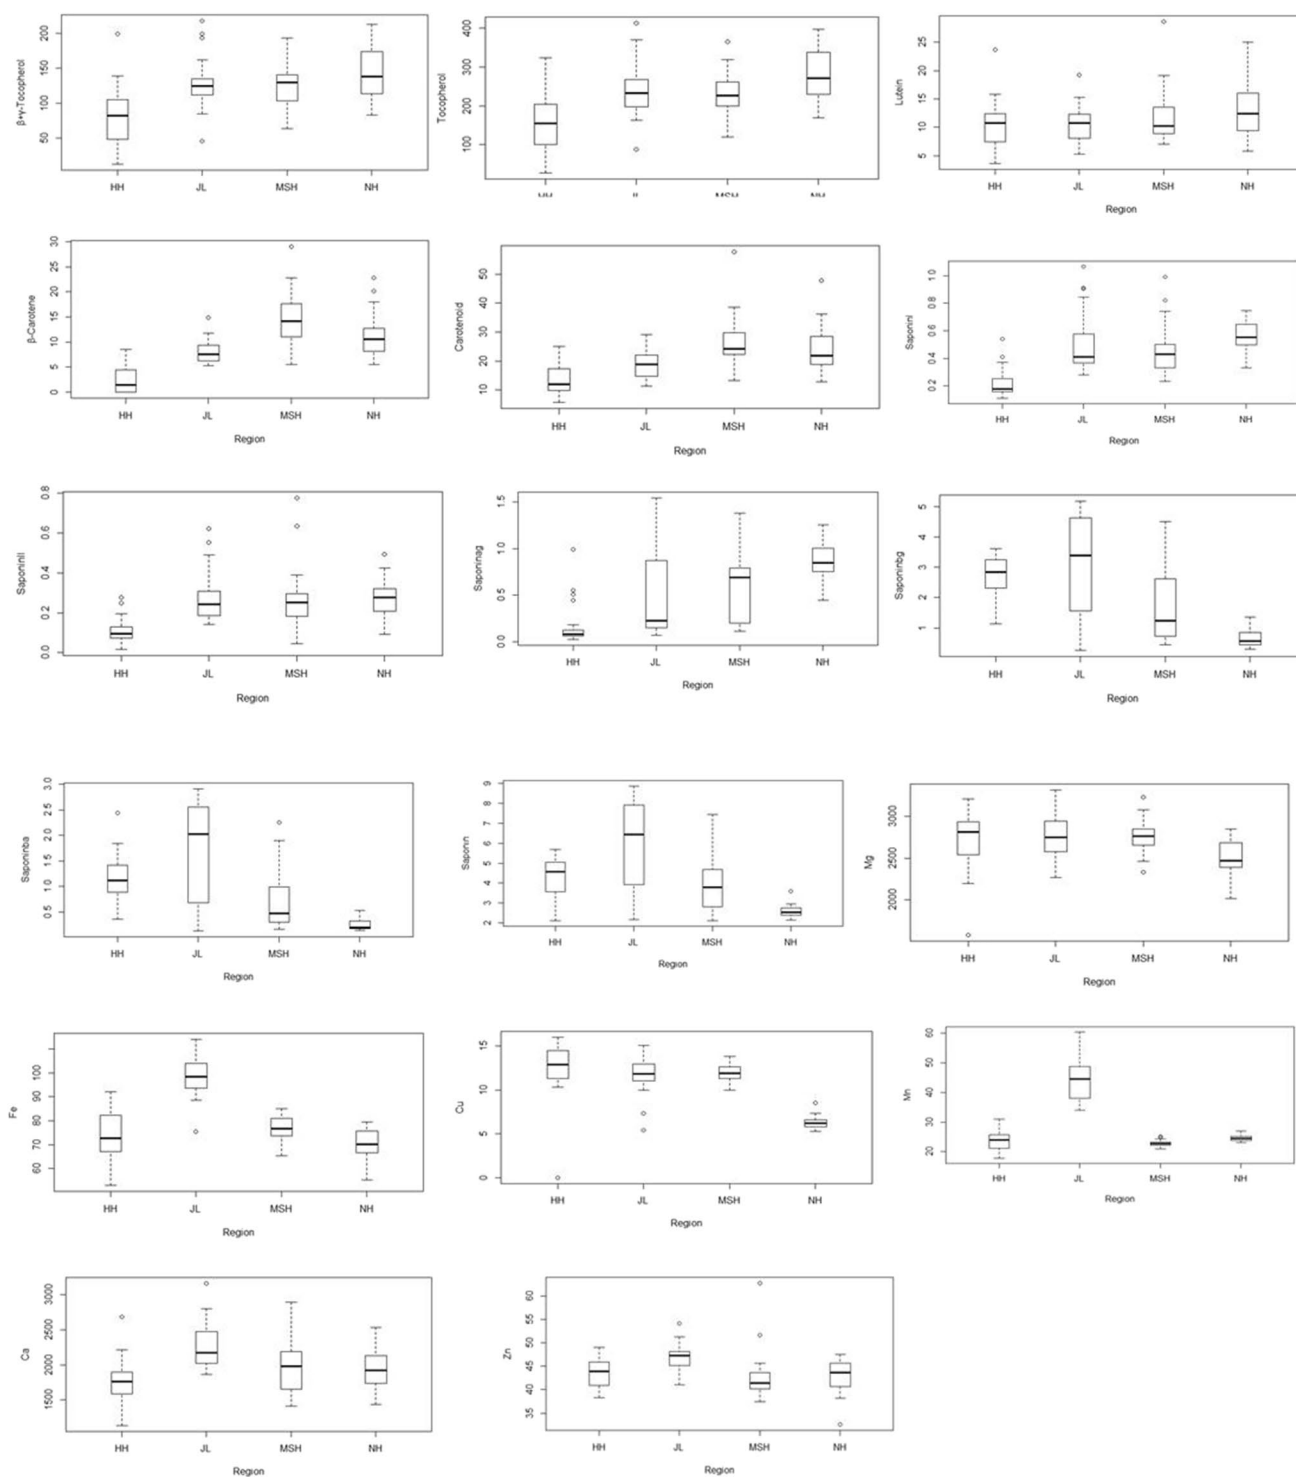 β+γ-Tocopherol
200
150
100
50
HH JL MSH NH
Tocopherol
400
300
200
100
Lutein
25
20
15
10
5
HH JL MSH NH
Region
β-Carotene
30
25
20
15
10
5
0
HH JL MSH NH
Region
Carotenoid
50
40
30
20
10
HH JL MSH NH
Region
SaponinI
1.0
0.8
0.6
0.4
0.2
HH JL MSH NH
Region
SaponinII
0.8
0.6
0.4
0.2
0.0
HH JL MSH NH
Region
Saponinag
1.5
1.0
0.5
0.0
HH JL MSH NH
Region
Saponinbg
5
4
3
2
1
HH JL MSH NH
Region
Saponinba
3.0
2.5
2.0
1.5
1.0
0.5
HH JL MSH NH
Region
Saponin
9
8
7
6
5
4
3
2
HH JL MSH NH
Region
Mg
3000
2500
2000
HH JL MSH NH
Region
Fe
100
90
80
70
60
HH JL MSH NH
Region
Cu
15
10
5
0
HH JL MSH NH
Region
Mn
60
50
40
30
20
HH JL MSH NH
Region
Ca
3000
2500
2000
1500
HH JL MSH NH
Region
Zn
60
55
50
45
40
35
HH JL MSH NH
Region